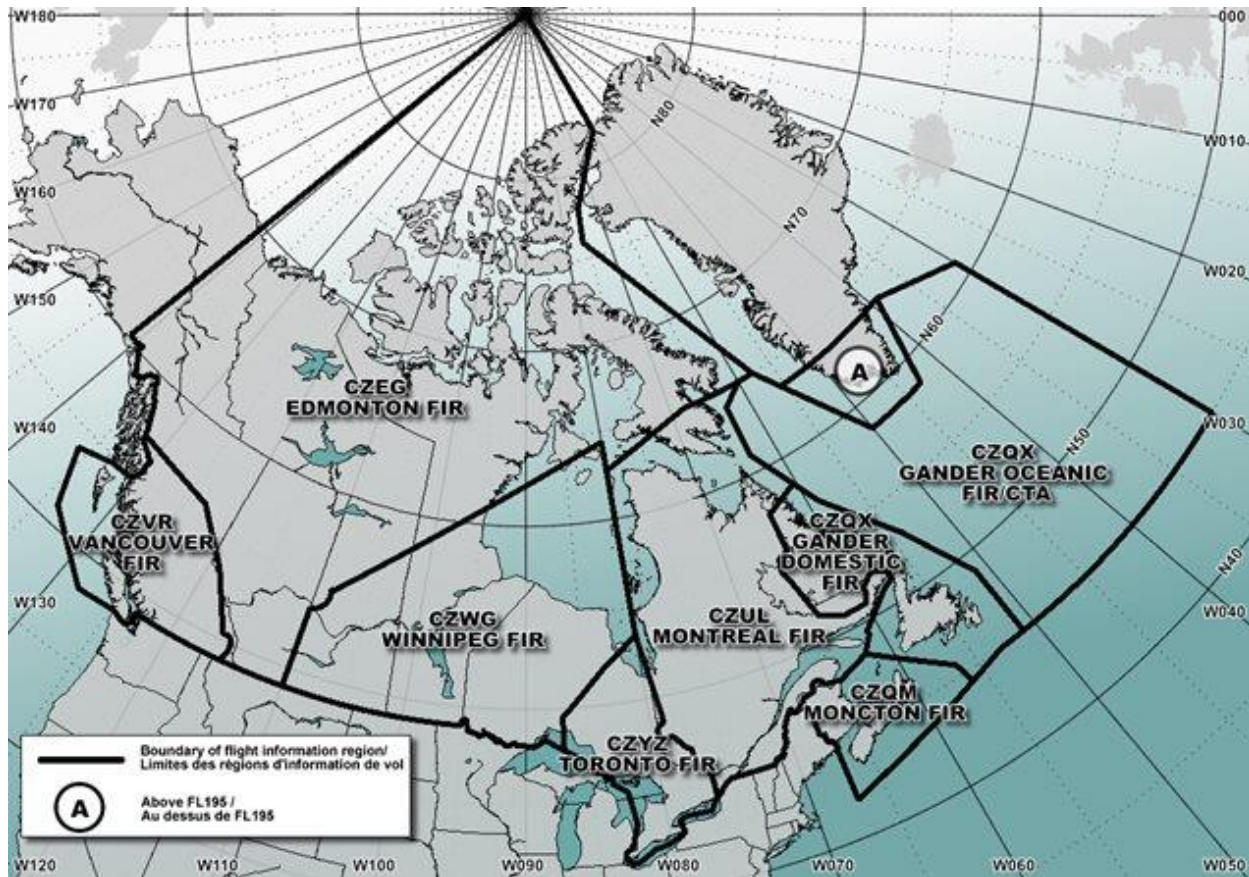 W180
000
W170
N80
W010
W160
N70
W150
W020
N60
CZEG
EDMONTON FIR
A
W140
W030
N50
CZQX
GANDER OCEANIC
FIR/CTA
CZVR
VANCOUVER
FIR
CZQX
GANDER
DOMESTIC
FIR
N40
W130
W040
CZWG
WINNIPEG FIR
CZUL
MONTREAL FIR
CZQM
MONCTON FIR
CZYZ
TORONTO FIR
Boundary of flight information region/
Limites des régions d'information de vol
A
Above FL195 /
Au dessus de FL195
W120
W110
W100
W090
W080
W070
W060
W050